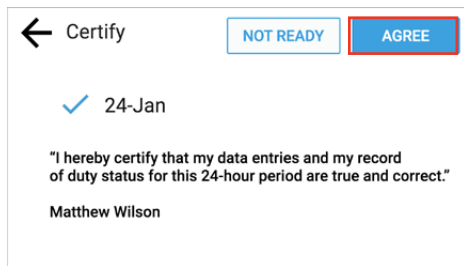 Certify
NOT READY
AGREE
24-Jan
“I hereby certify that my data entries and my record
of duty status for this 24-hour period are true and correct.”
Matthew Wilson